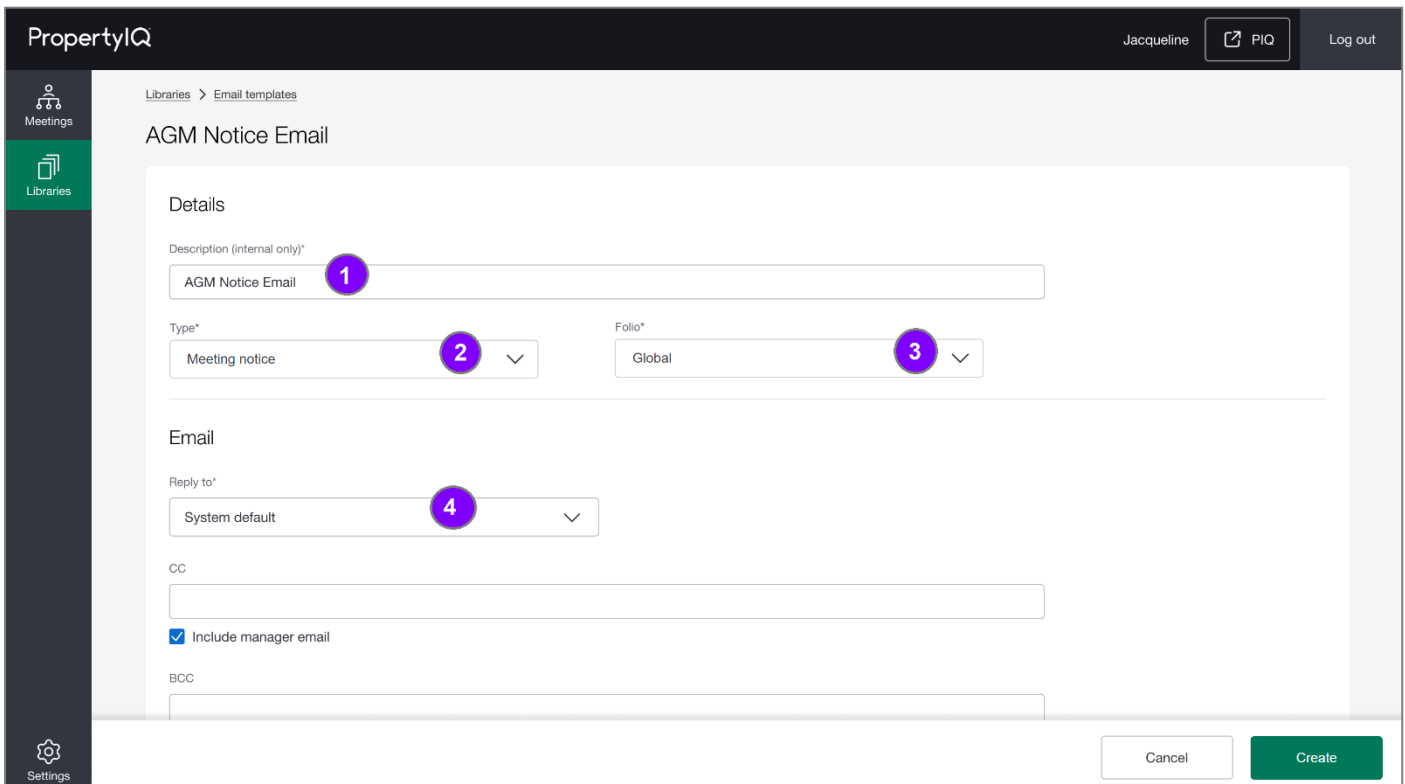 PropertyIQ
Jacqueline
PIQ
Log out
Meetings
Libraries
Settings
Libraries > Email templates
AGM Notice Email
Details
Description (internal only)*
AGM Notice Email
1
Type*
Folio*
Meeting notice
2
Global
3
Email
Reply to*
System default
4
CC
Include manager email
BCC
Cancel
Create